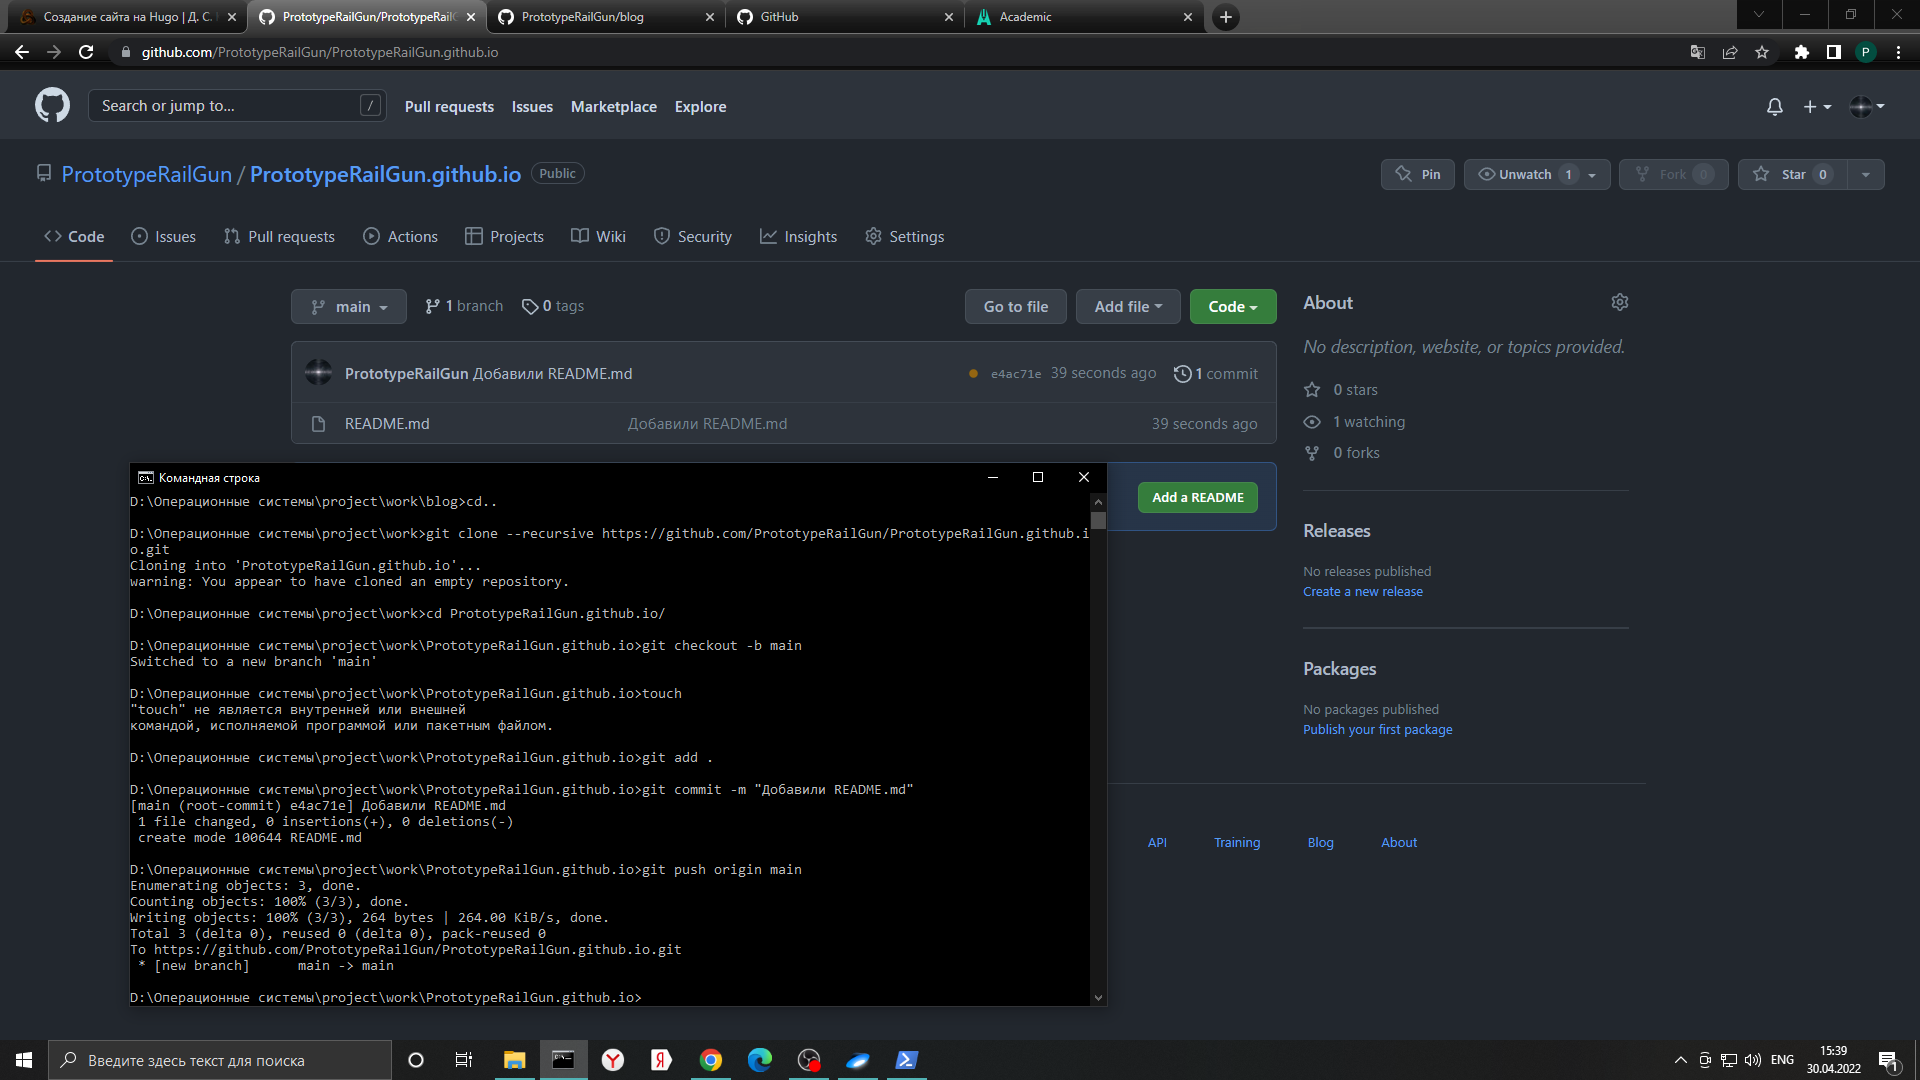 Создание сайта на Hugo | Д. С.
PrototypeRailGun/PrototypeRail
PrototypeRailGun/blog
GitHub
Academic
github.com/PrototypeRailGun/PrototypeRailGun.github.io
P
Search or jump to...
/
Pull requests
Issues
Marketplace
Explore
PrototypeRailGun / PrototypeRailGun.github.io
Public
Pin
Unwatch 1
Fork 0
Star 0
Code
Issues
Pull requests
Actions
Projects
Wiki
Security
Insights
Settings
main
1 branch
0 tags
Go to file
Add file
Code
About
No description, website, or topics provided.
PrototypeRailGun Добавили README.md
e4ac71e 39 seconds ago
1 commit
README.md
Добавили README.md
39 seconds ago
0 stars
1 watching
0 forks
Add a README
Releases
No releases published
Create a new release
Packages
No packages published
Publish your first package
API
Training
Blog
About
Командная строка
D:\Операционные системы\project\work\blog>cd..
D:\Операционные системы\project\work>git clone --recursive https://github.com/PrototypeRailGun/PrototypeRailGun.github.i
o.git
Cloning into 'PrototypeRailGun.github.io'...
warning: You appear to have cloned an empty repository.
D:\Операционные системы\project\work>cd PrototypeRailGun.github.io/
D:\Операционные системы\project\work\PrototypeRailGun.github.io>git checkout -b main
Switched to a new branch 'main'
D:\Операционные системы\project\work\PrototypeRailGun.github.io>touch
"touch" не является внутренней или внешней
командой, исполняемой программой или пакетным файлом.
D:\Операционные системы\project\work\PrototypeRailGun.github.io>git add .
D:\Операционные системы\project\work\PrototypeRailGun.github.io>git commit -m "Добавили README.md"
[main (root-commit) e4ac71e] Добавили README.md
1 file changed, 0 insertions(+), 0 deletions(-)
create mode 100644 README.md
D:\Операционные системы\project\work\PrototypeRailGun.github.io>git push origin main
Enumerating objects: 3, done.
Counting objects: 100% (3/3), done.
Writing objects: 100% (3/3), 264 bytes | 264.00 KiB/s, done.
Total 3 (delta 0), reused 0 (delta 0), pack-reused 0
To https://github.com/PrototypeRailGun/PrototypeRailGun.github.io.git
* [new branch]      main -> main
D:\Операционные системы\project\work\PrototypeRailGun.github.io>
Введите здесь текст для поиска
ENG
15:39
30.04.2022
1